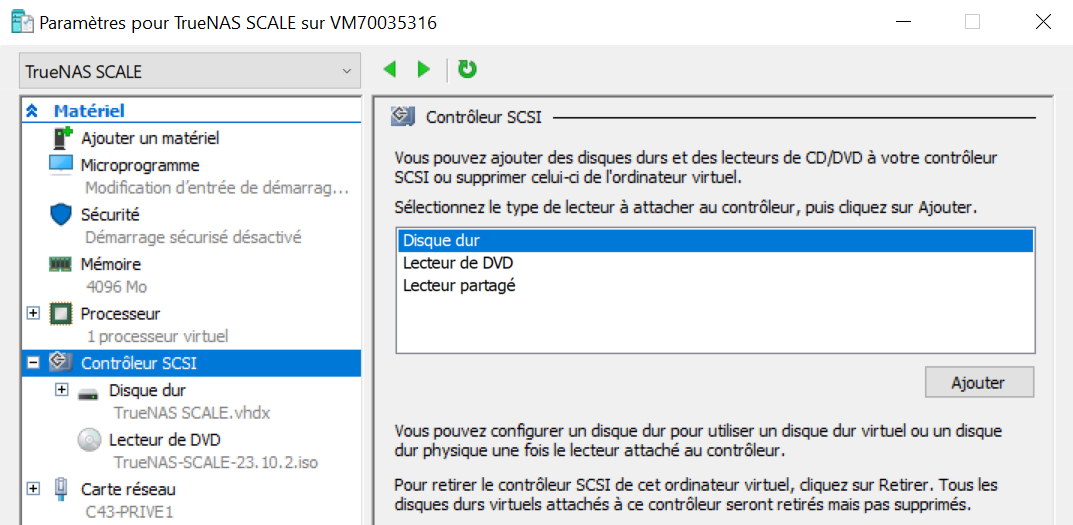 Paramètres pour TrueNAS SCALE sur VM70035316
TrueNAS SCALE
Matériel
Ajouter un matériel
Microprogramme
Modification d'entrée de démarrag...
Sécurité
Démarrage sécurisé désactivé
Mémoire
4096 Mo
Processeur
1 processeur virtuel
Contrôleur SCSI
Disque dur
TrueNAS SCALE.vhdx
Lecteur de DVD
TrueNAS-SCALE-23.10.2.iso
Carte réseau
C43-PRIVE1
Contrôleur SCSI
Vous pouvez ajouter des disques durs et des lecteurs de CD/DVD à votre contrôleur
SCSI ou supprimer celui-ci de l'ordinateur virtuel.
Sélectionnez le type de lecteur à attacher au contrôleur, puis cliquez sur Ajouter.
Disque dur
Lecteur de DVD
Lecteur partagé
Ajouter
Vous pouvez configurer un disque dur pour utiliser un disque dur virtuel ou un disque
dur physique une fois le lecteur attaché au contrôleur.
Pour retirer le contrôleur SCSI de cet ordinateur virtuel, cliquez sur Retirer. Tous les
disques durs virtuels attachés à ce contrôleur seront retirés mais pas supprimés.